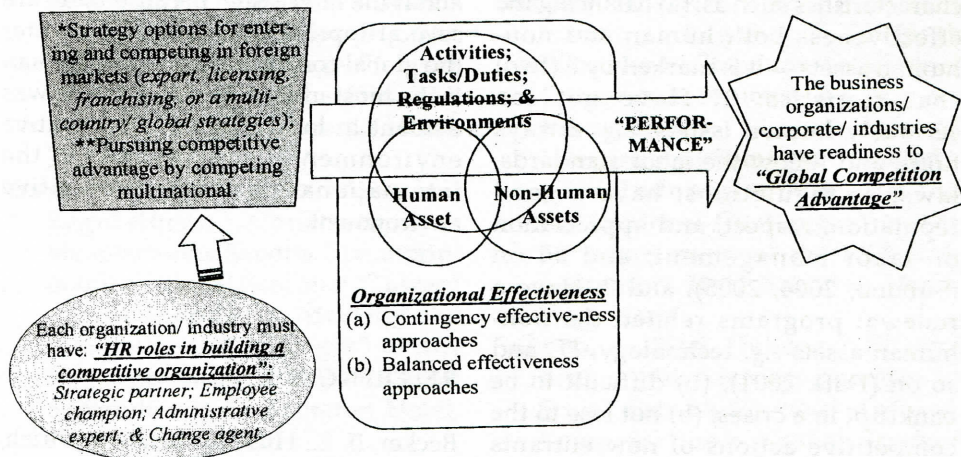 *Strategy options for enter-
ing and competing in foreign
markets (export, licensing,
franchising, or a multi-
country/ global strategies);
**Pursuing competitive
advantage by competing
multinational.
Each organization/ industry must
have: "HR roles in building a
competitive organization":
Strategic partner; Employee
champion; Administrative
expert; & Change agent.
Activities;
Tasks/Duties;
Regulations; &
Environments
Human
Asset
Non-Human
Assets
Organizational Effectiveness
(a) Contingency effective-ness
approaches
(b) Balanced effectiveness
approaches
"PERFOR-
MANCE"
The business
organizations/
corporate/ industries
have readiness to
"Global Competition
Advantage"